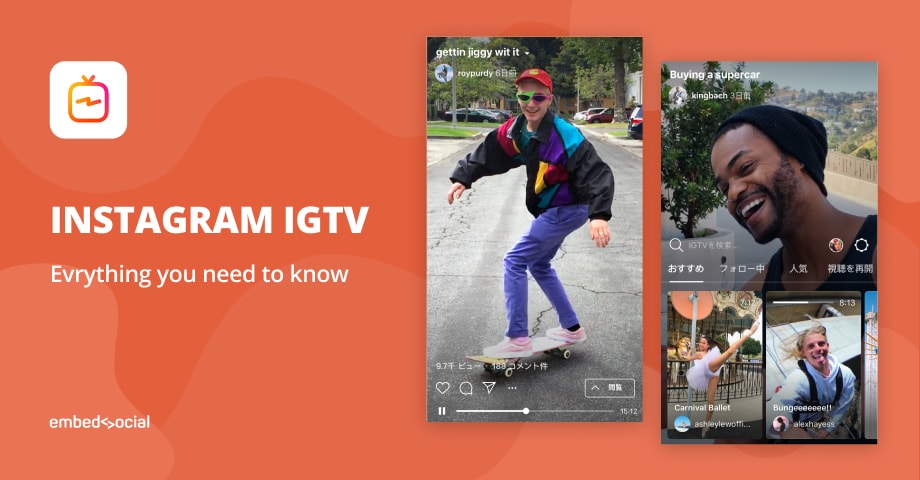 INSTAGRAM IGTV
Evrything you need to know
embedsocial
gettin jiggy wit it
roypurdy 6日前
9.7千 ビュー · 188 コメント件
閲覧
15:12
Buying a supercar
kingbach 3日前
IGTVを検索...
おすすめ フォロー中 人気 視聴を再開
7:12
8:13
Carnival Ballet
ashleylewoffi...
Bungeeeeeee!!
alexhayess